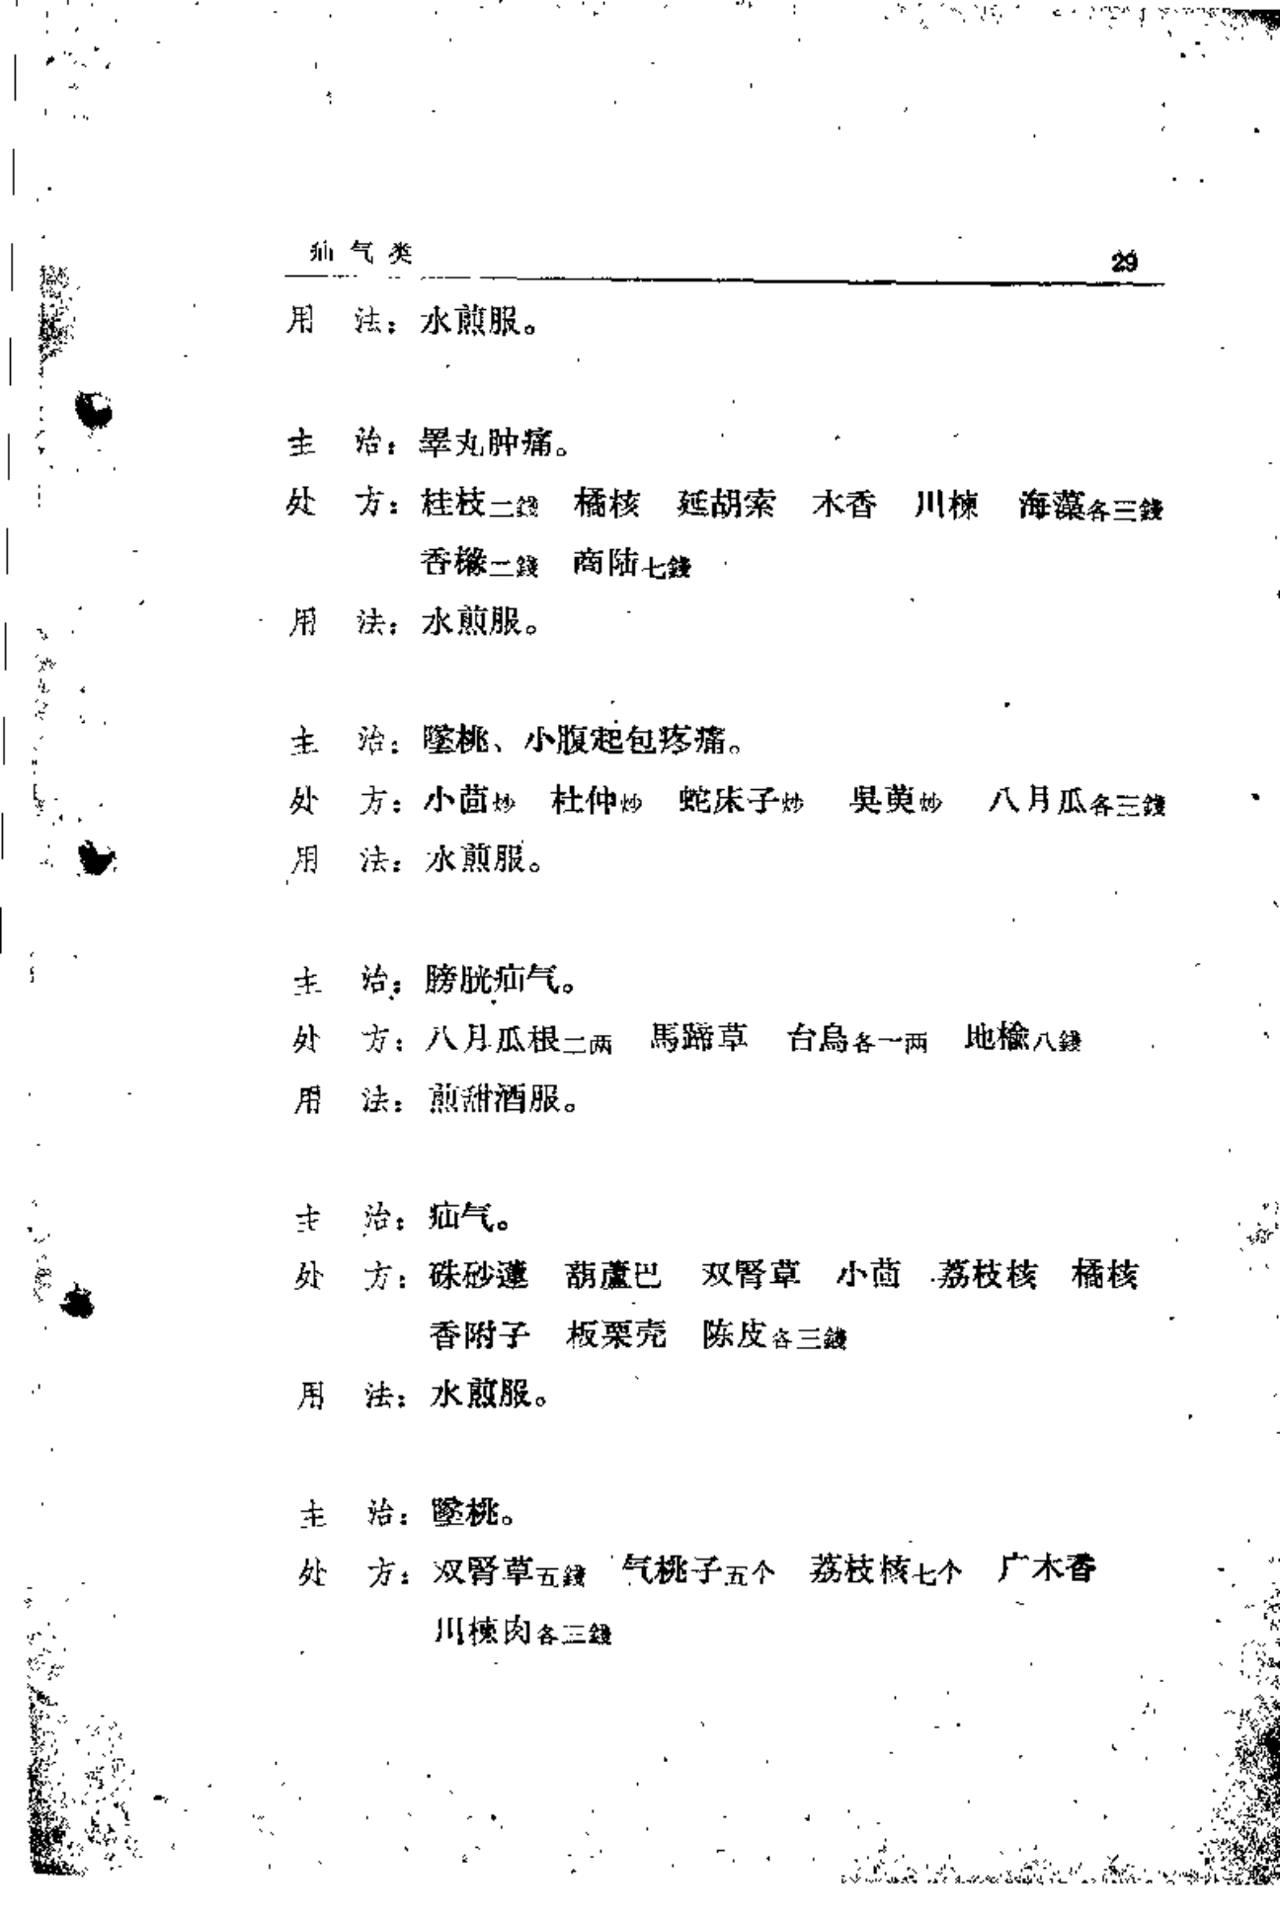 疝气类 29
用 法：水煎服。
主 治：睾丸肿痛。
处 方：桂枝二錢 橘核 延胡索 木香 川楝 海藻各三錢
香櫞二錢 商陆七錢
用 法：水煎服。
主 治：墜桃、小腹起包疼痛。
处 方：小茴炒 杜仲炒 蛇床子炒 吳萸炒 八月瓜各三錢
用 法：水煎服。
主 治：膀胱疝气。
处 方：八月瓜根二两 馬蹄草 台烏各一两 地榆八錢
用 法：煎甜酒服。
主 治：疝气。
处 方：硃砂蓮 葫蘆巴 双腎草 小茴 荔枝核 橘核
香附子 板栗壳 陈皮各三錢
用 法：水煎服。
主 治：墜桃。
处 方：双腎草五錢 气桃子五个 荔枝核七个 广木香
川楝肉各三錢